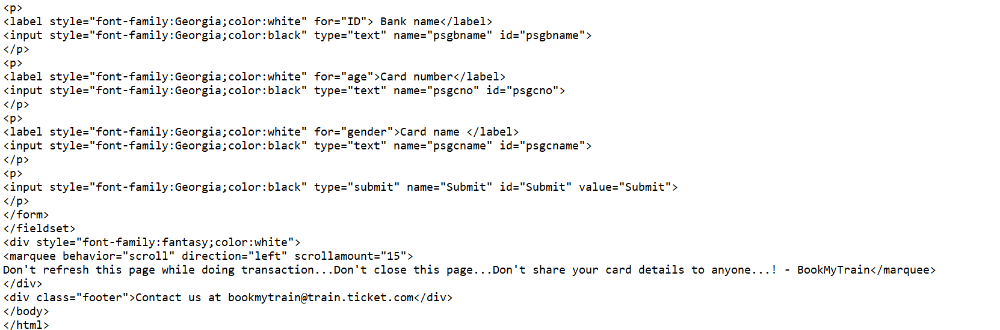 <p>
<label style="font-family:Georgia;color:white" for="ID"> Bank name</label>
<input style="font-family:Georgia;color:black" type="text" name="psgbname" id="psgbname">
</p>
<p>
<label style="font-family:Georgia;color:white" for="age">Card number</label>
<input style="font-family:Georgia;color:black" type="text" name="psgcno" id="psgcno">
</p>
<p>
<label style="font-family:Georgia;color:white" for="gender">Card name </label>
<input style="font-family:Georgia;color:black" type="text" name="psgcname" id="psgcname">
</p>
<p>
<input style="font-family:Georgia;color:black" type="submit" name="Submit" id="Submit" value="Submit">
</p>
</form>
</fieldset>
<div style="font-family:fantasy;color:white">
<marquee behavior="scroll" direction="left" scrollamount="15">
Don't refresh this page while doing transaction...Don't close this page...Don't share your card details to anyone...! - BookMyTrain</marquee>
</div>
<div class="footer">Contact us at bookmytrain@train.ticket.com</div>
</body>
</html>